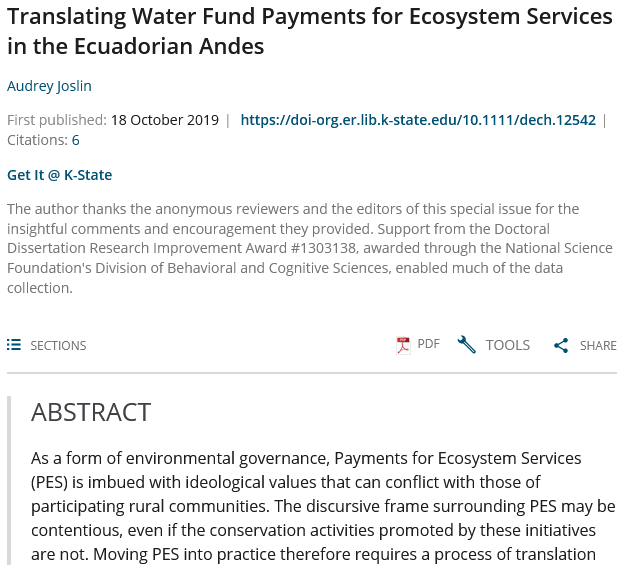 Translating Water Fund Payments for Ecosystem Services
in the Ecuadorian Andes
Audrey Joslin
First published: 18 October 2019 | https://doi-org.er.lib.k-state.edu/10.1111/dech.12542 |
Citations: 6
Get It @ K-State
The author thanks the anonymous reviewers and the editors of this special issue for the
insightful comments and encouragement they provided. Support from the Doctoral
Dissertation Research Improvement Award #1303138, awarded through the National Science
Foundation's Division of Behavioral and Cognitive Sciences, enabled much of the data
collection.
SECTIONS PDF TOOLS SHARE
ABSTRACT
As a form of environmental governance, Payments for Ecosystem Services
(PES) is imbued with ideological values that can conflict with those of
participating rural communities. The discursive frame surrounding PES may be
contentious, even if the conservation activities promoted by these initiatives
are not. Moving PES into practice therefore requires a process of translation